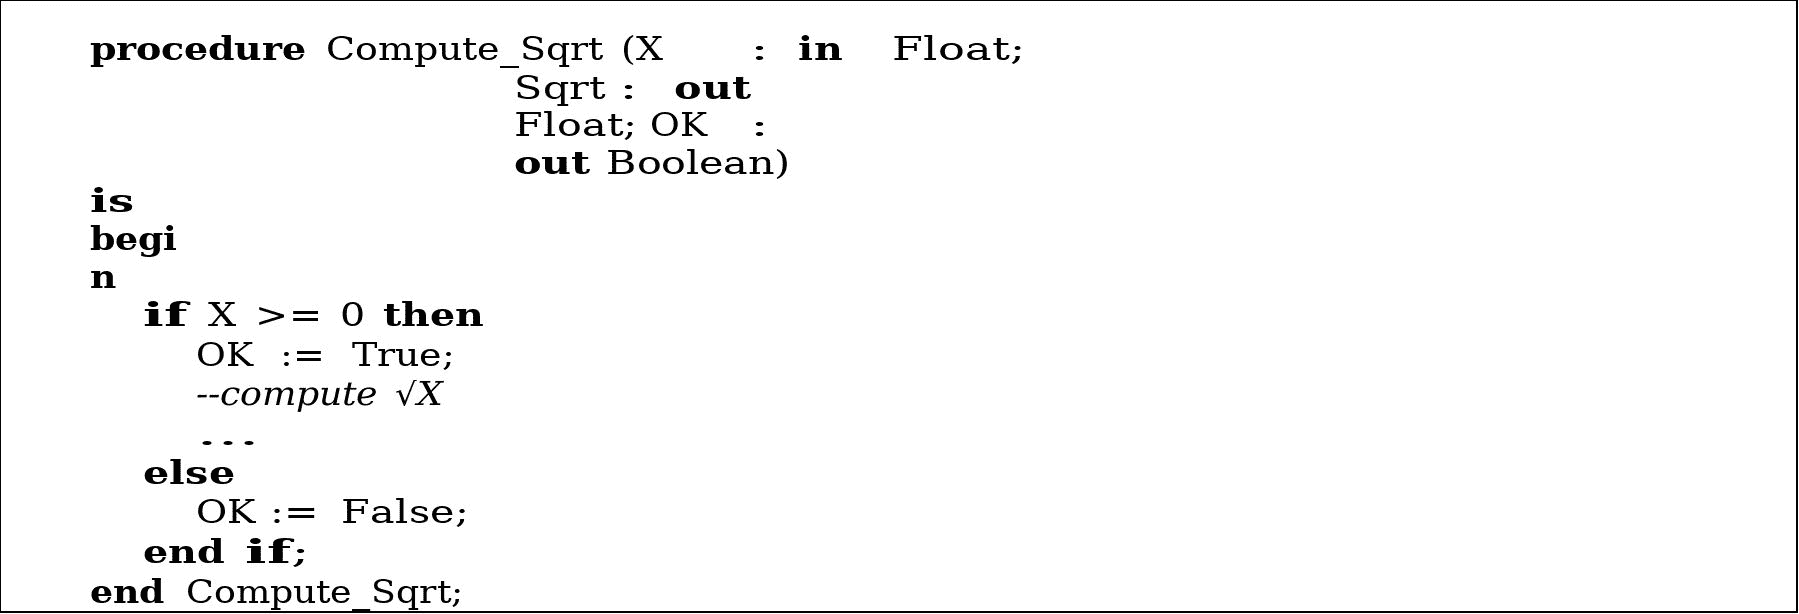 procedure Compute_Sqrt (X : in Float;
Sqrt : out
Float; OK :
out Boolean)
is
begi
n
if X >= 0 then
OK := True;
--compute √X
...
else
OK := False;
end if;
end Compute_Sqrt;